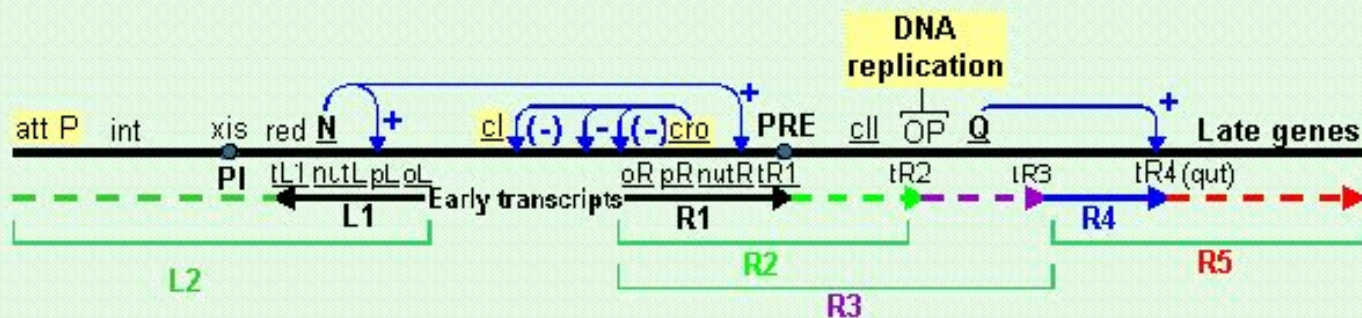 DNA
replication
+ +
att P int xis red N + cI (-) - (-) cro PRE cII OP Q Late genes
PI tL1 nutL pL oL oR pR nutR tR1 tR2 tR3 tR4 (qut)
L1 Early transcripts R1 R4
L2 R2 R5
R3